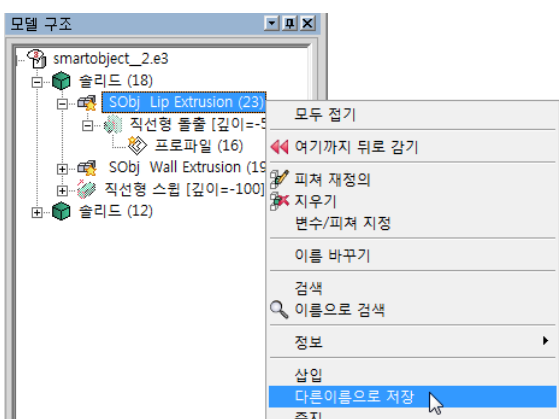 모델 구조
smartobject__2.e3
솔리드 (18)
SObj Lip Extrusion (23)
직선형 돌출 [깊이=-5
프로파일 (16)
SObj Wall Extrusion (19
직선형 스윕 [깊이=-100]
솔리드 (12)
모두 접기
여기까지 뒤로 감기
피쳐 재정의
지우기
변수/피쳐 지정
이름 바꾸기
검색
이름으로 검색
정보
삽입
다른이름으로 저장